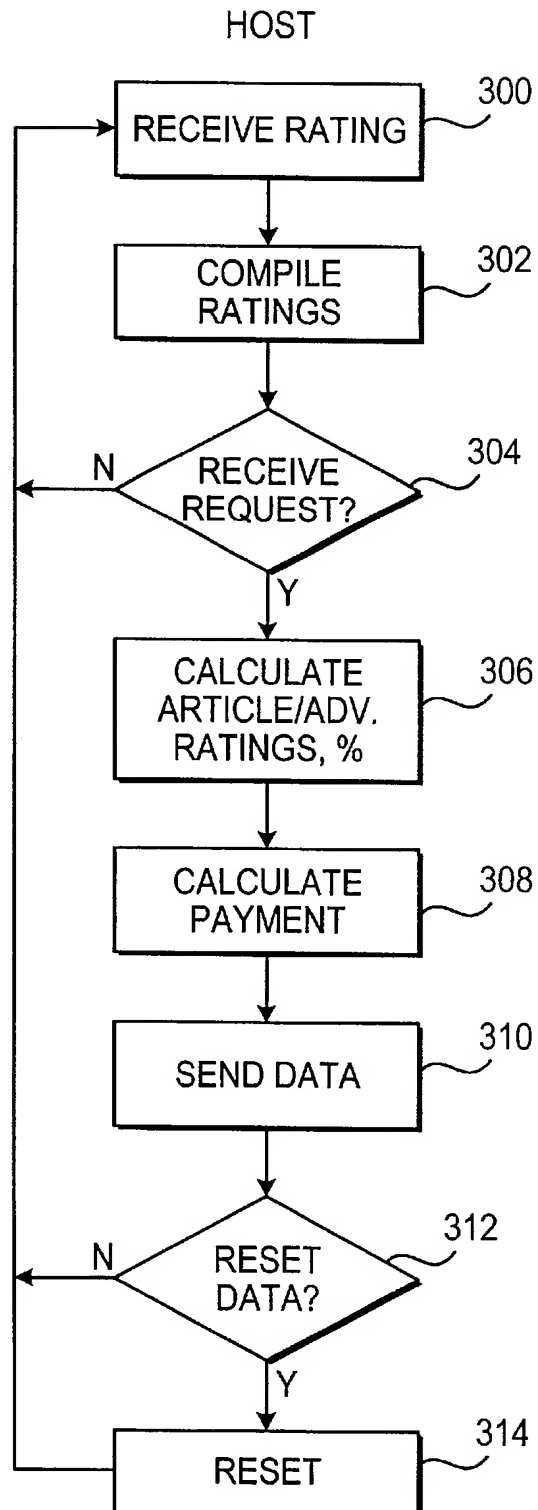 HOST
300
RECEIVE RATING
302
COMPILE
RATINGS
304
N
RECEIVE
REQUEST?
Y
306
CALCULATE
ARTICLE/ADV.
RATINGS, %
308
CALCULATE
PAYMENT
310
SEND DATA
312
N
RESET
DATA?
Y
314
RESET